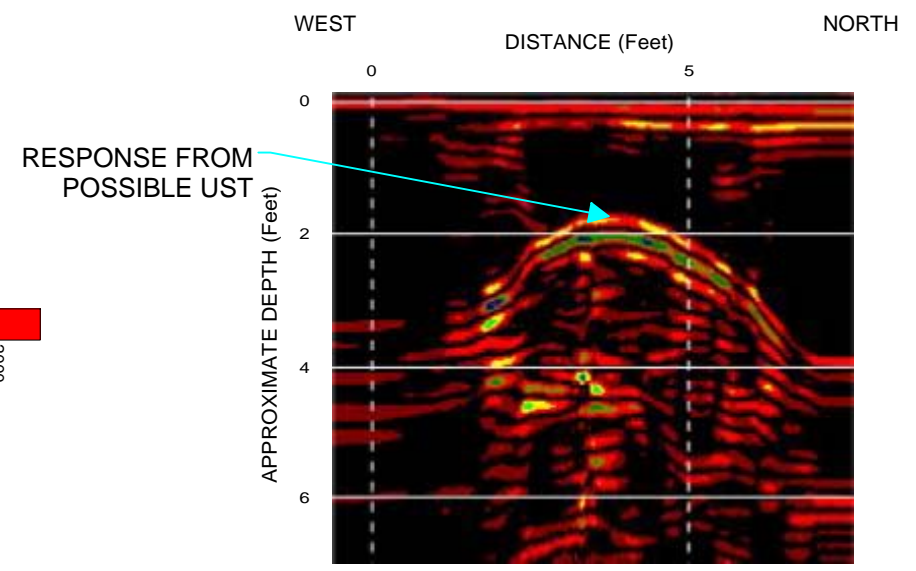 WEST
NORTH
DISTANCE (Feet)
0
5
0
RESPONSE FROM
POSSIBLE UST
2
APPROXIMATE DEPTH (Feet)
4
6